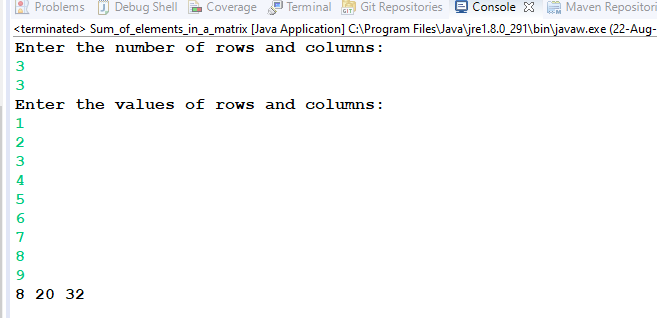 Problems Debug Shell Coverage Terminal Git Repositories Console Maven Repositori
<terminated> Sum_of_elements_in_a_matrix [Java Application] C:\Program Files\Java\jre1.8.0_291\bin\javaw.exe (22-Aug-
Enter the number of rows and columns:
3
3
Enter the values of rows and columns:
1
2
3
4
5
6
7
8
9
8 20 32